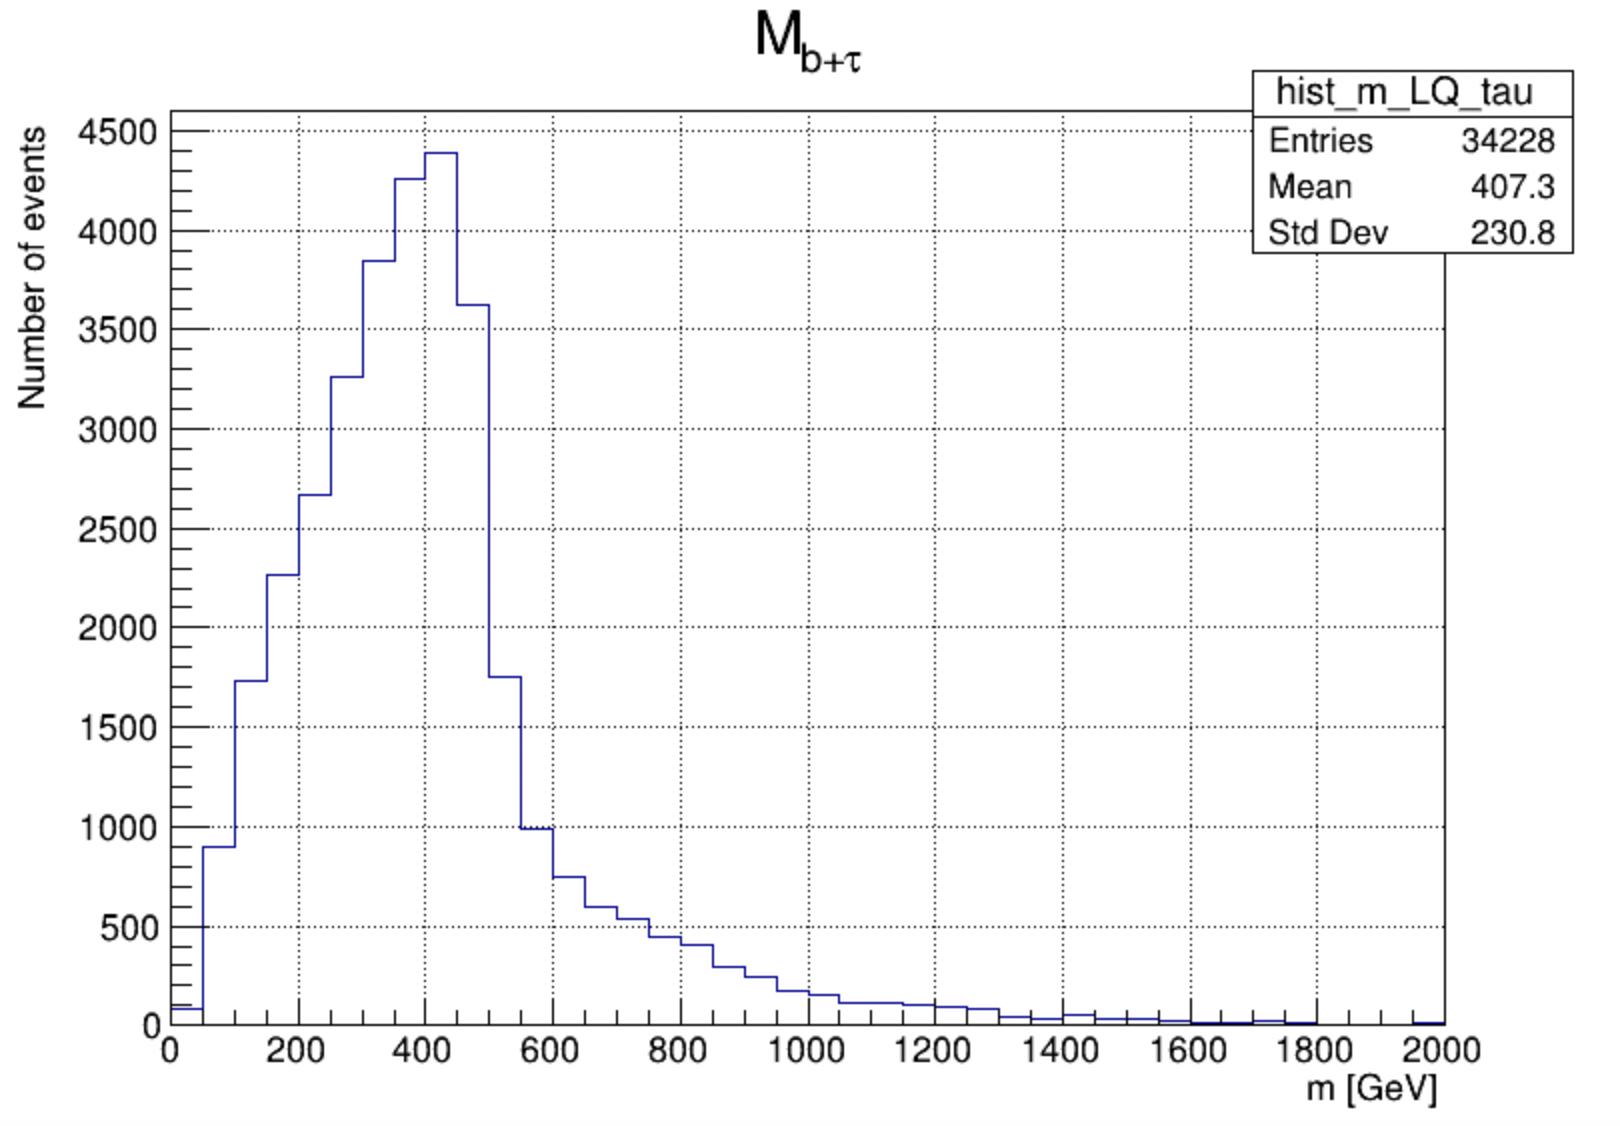 M_{b+τ}
hist_m_LQ_tau
Entries 34228
Mean 407.3
Std Dev 230.8
Number of events
4500
4000
3500
3000
2500
2000
1500
1000
500
0
0 200 400 600 800 1000 1200 1400 1600 1800 2000
m [GeV]